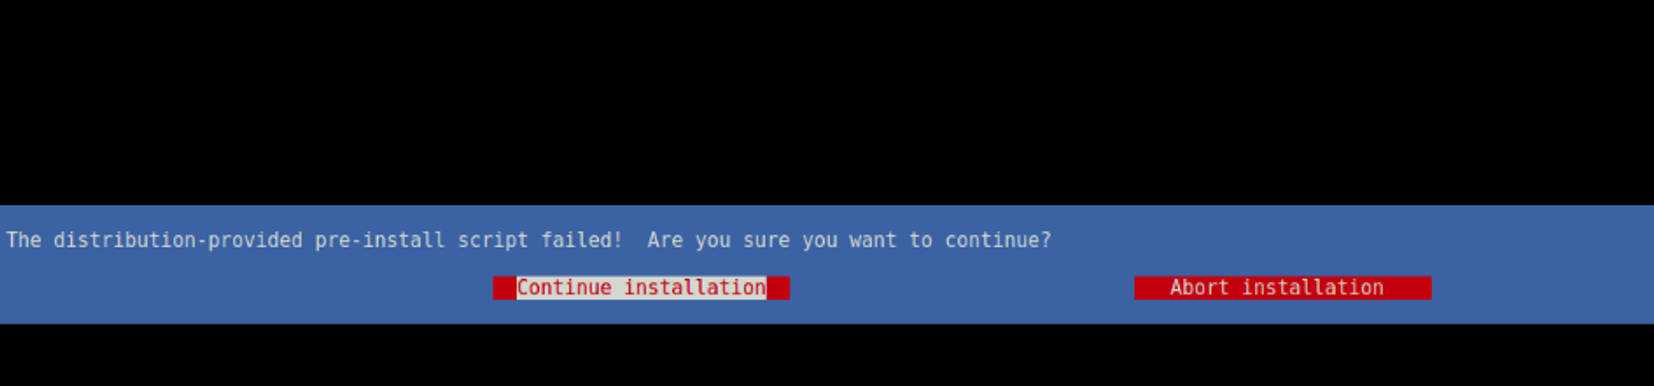 The distribution-provided pre-install script failed!  Are you sure you want to continue?
Continue installation
Abort installation